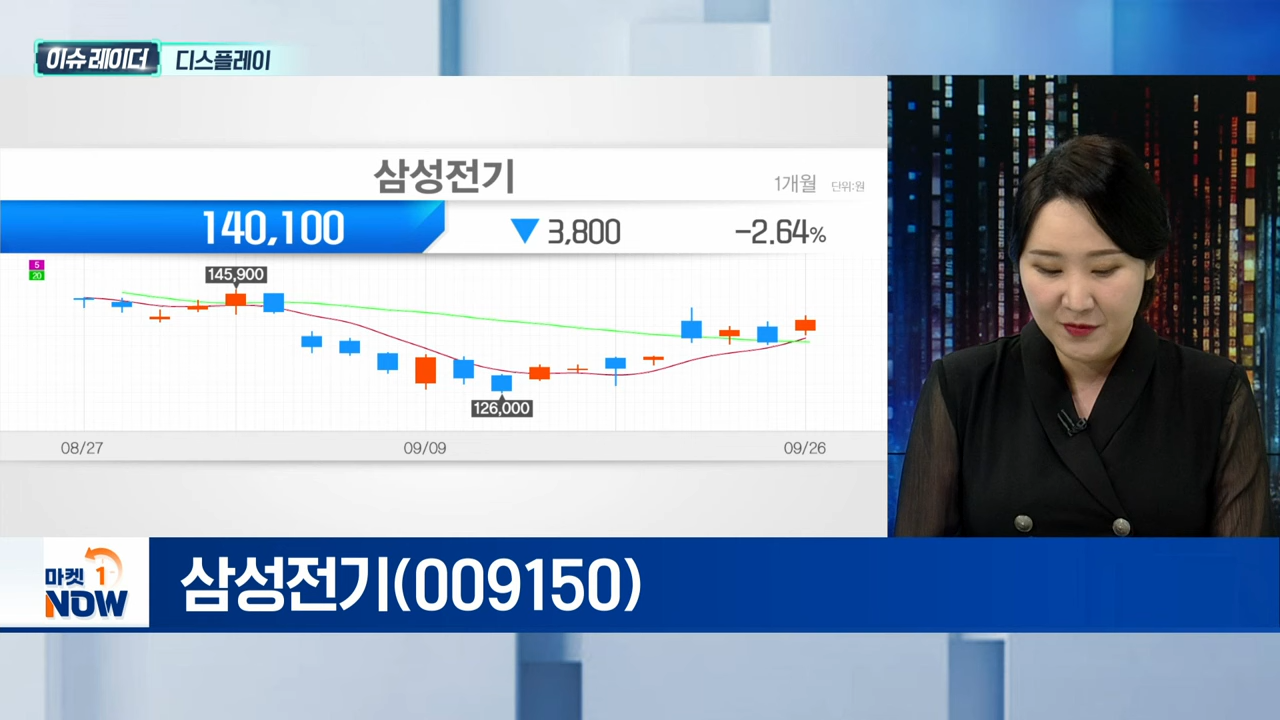 이슈레이더 디스플레이
삼성전기
1개월 단위:원
140,100 ▼ 3,800 -2.64%
5
20
145,900
126,000
08/27 09/09 09/26
마켓 1
NOW
삼성전기(009150)